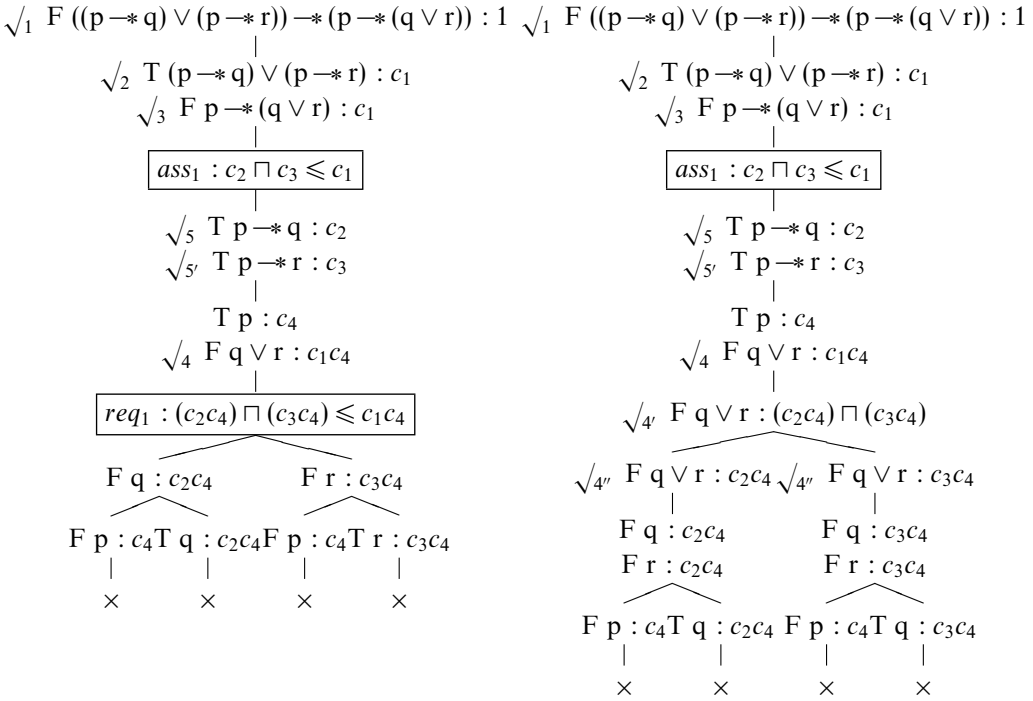 √1 F ((p −∗ q) ∨ (p −∗ r)) −∗ (p −∗ (q ∨ r)) : 1
√2 T (p −∗ q) ∨ (p −∗ r) : c1
√3 F p −∗ (q ∨ r) : c1
ass1 : c2 ⊓ c3 ⩽ c1
√5 T p −∗ q : c2
√5′ T p −∗ r : c3
T p : c4
√4 F q ∨ r : c1c4
req1 : (c2c4) ⊓ (c3c4) ⩽ c1c4
F q : c2c4 F r : c3c4
F p : c4 T q : c2c4 F p : c4 T r : c3c4
× × × ×
√1 F ((p −∗ q) ∨ (p −∗ r)) −∗ (p −∗ (q ∨ r)) : 1
√2 T (p −∗ q) ∨ (p −∗ r) : c1
√3 F p −∗ (q ∨ r) : c1
ass1 : c2 ⊓ c3 ⩽ c1
√5 T p −∗ q : c2
√5′ T p −∗ r : c3
T p : c4
√4 F q ∨ r : c1c4
√4′ F q ∨ r : (c2c4) ⊓ (c3c4)
√4″ F q ∨ r : c2c4 √4″ F q ∨ r : c3c4
F q : c2c4 F q : c3c4
F r : c2c4 F r : c3c4
F p : c4 T q : c2c4 F p : c4 T q : c3c4
× × × ×